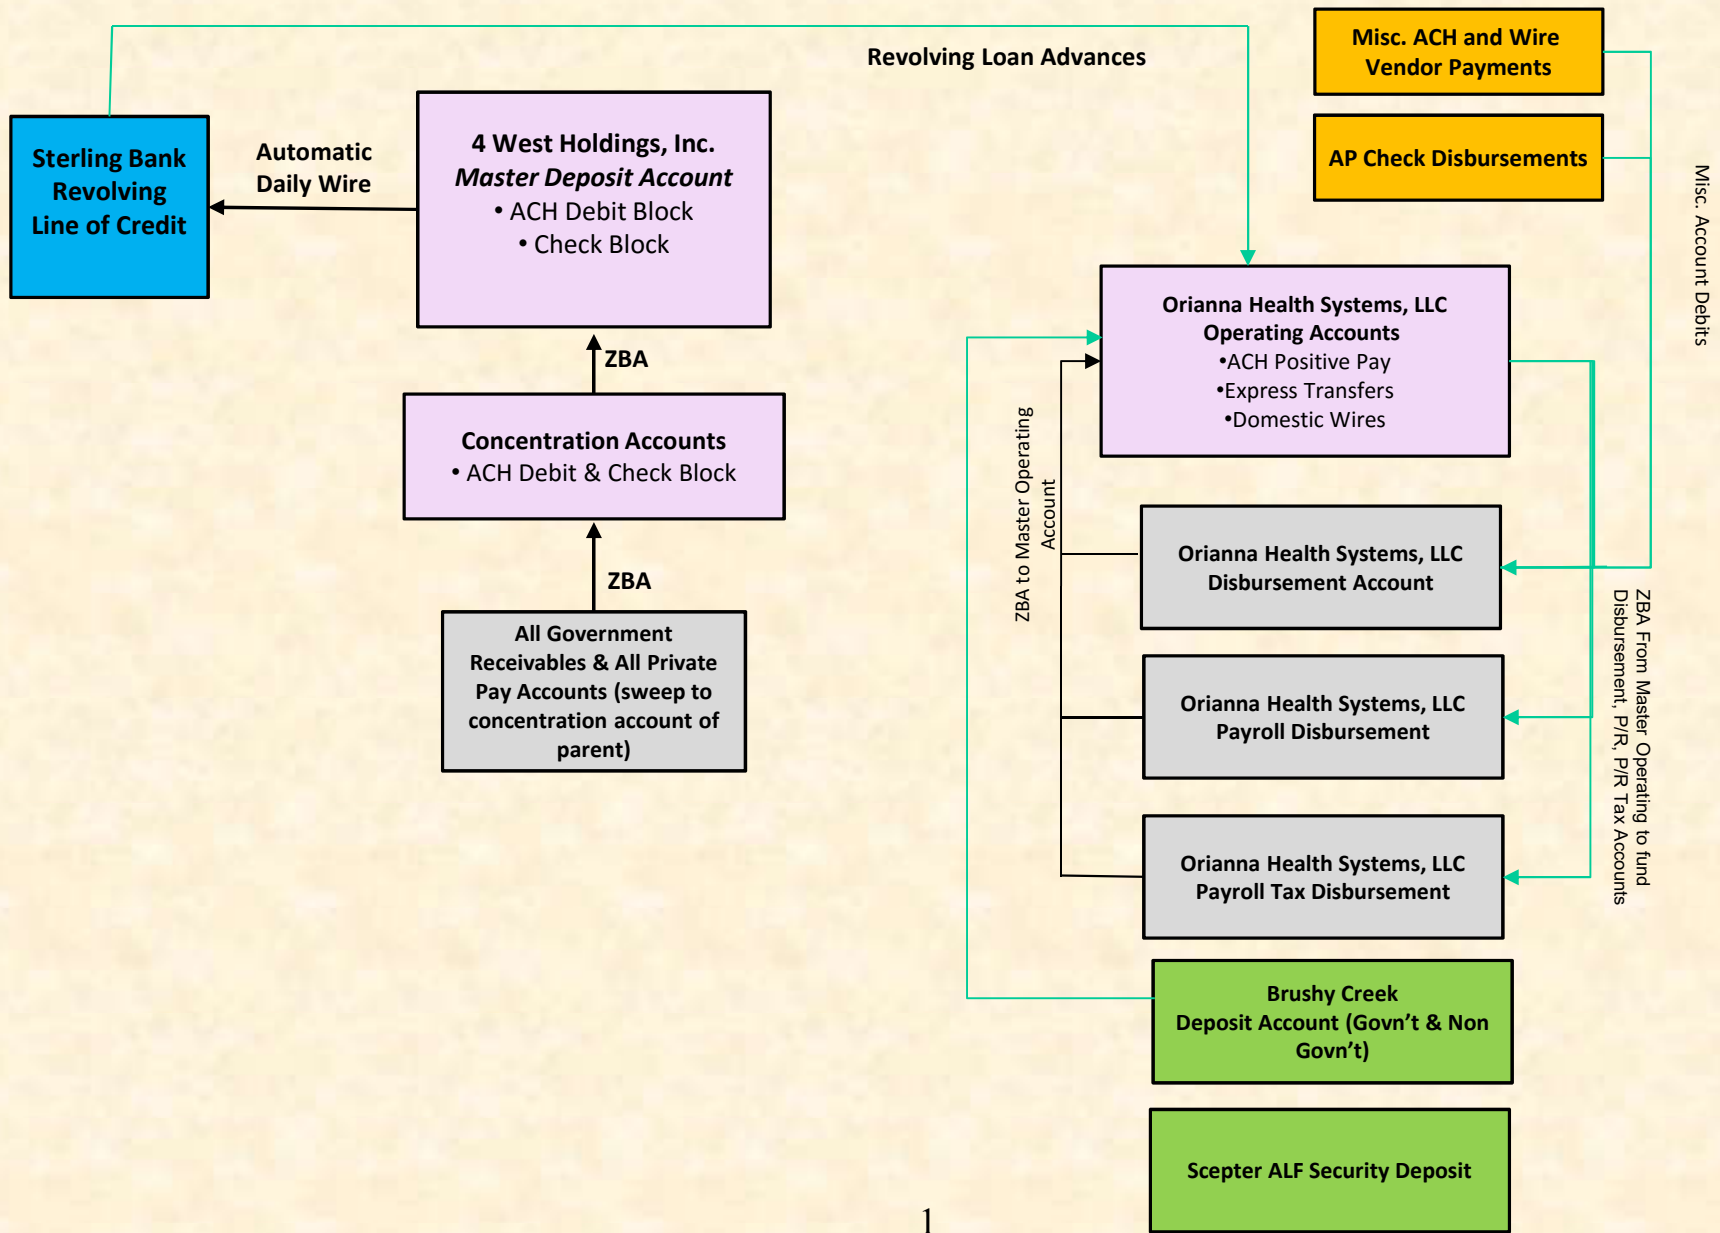 Revolving Loan Advances
Misc. ACH and Wire
Vendor Payments
AP Check Disbursements
Misc. Account Debits
Sterling Bank
Revolving
Line of Credit
Automatic
Daily Wire
4 West Holdings, Inc.
Master Deposit Account
• ACH Debit Block
• Check Block
ZBA
Concentration Accounts
• ACH Debit & Check Block
ZBA
All Government
Receivables & All Private
Pay Accounts (sweep to
concentration account of
parent)
Orianna Health Systems, LLC
Operating Accounts
•ACH Positive Pay
•Express Transfers
•Domestic Wires
ZBA to Master Operating
Account
Orianna Health Systems, LLC
Disbursement Account
Orianna Health Systems, LLC
Payroll Disbursement
Orianna Health Systems, LLC
Payroll Tax Disbursement
ZBA From Master Operating to fund
Disbursement, P/R, P/R Tax Accounts
Brushy Creek
Deposit Account (Govn’t & Non
Govn’t)
Scepter ALF Security Deposit
1